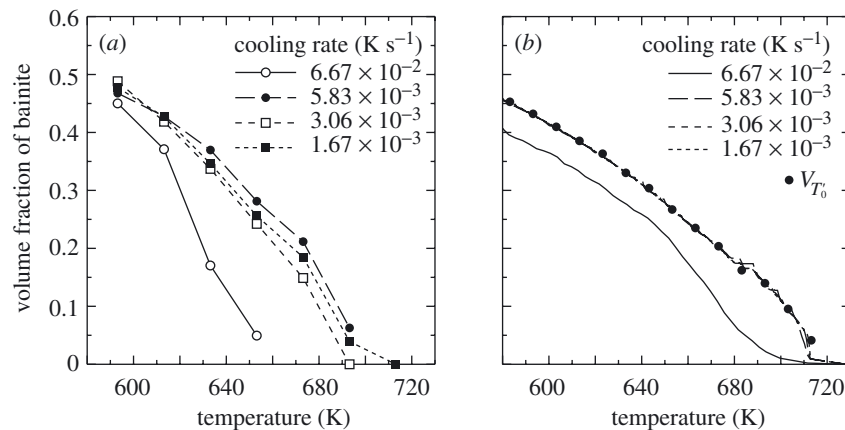 0.6
0.5
0.4
0.3
0.2
0.1
0
volume fraction of bainite
(a)
cooling rate (K s⁻¹)
6.67 × 10⁻²
5.83 × 10⁻³
3.06 × 10⁻³
1.67 × 10⁻³
600 640 680 720
temperature (K)
(b)
cooling rate (K s⁻¹)
6.67 × 10⁻²
5.83 × 10⁻³
3.06 × 10⁻³
1.67 × 10⁻³
V_{T′₀}
600 640 680 720
temperature (K)